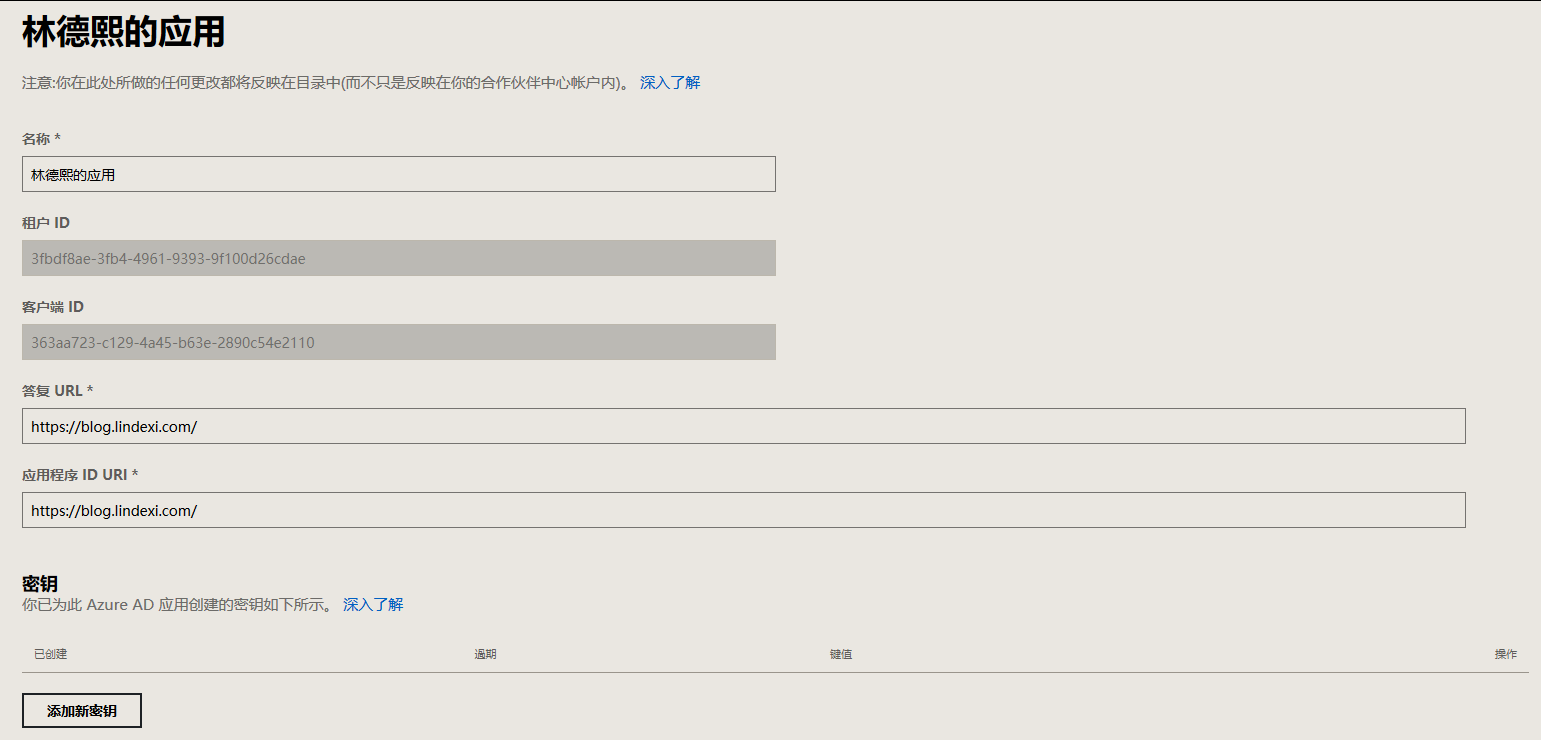 林德熙的应用
注意:你在此处所做的任何更改都将反映在目录中(而不只是反映在你的合作伙伴中心帐户内)。 深入了解
名称 *
林德熙的应用
租户 ID
3fbdf8ae-3fb4-4961-9393-9f100d26cdae
客户端 ID
363aa723-c129-4a45-b63e-2890c54e2110
答复 URL *
https://blog.lindexi.com/
应用程序 ID URI *
https://blog.lindexi.com/
密钥
你已为此 Azure AD 应用创建的密钥如下所示。 深入了解
已创建 過期 键值 操作
添加新密钥